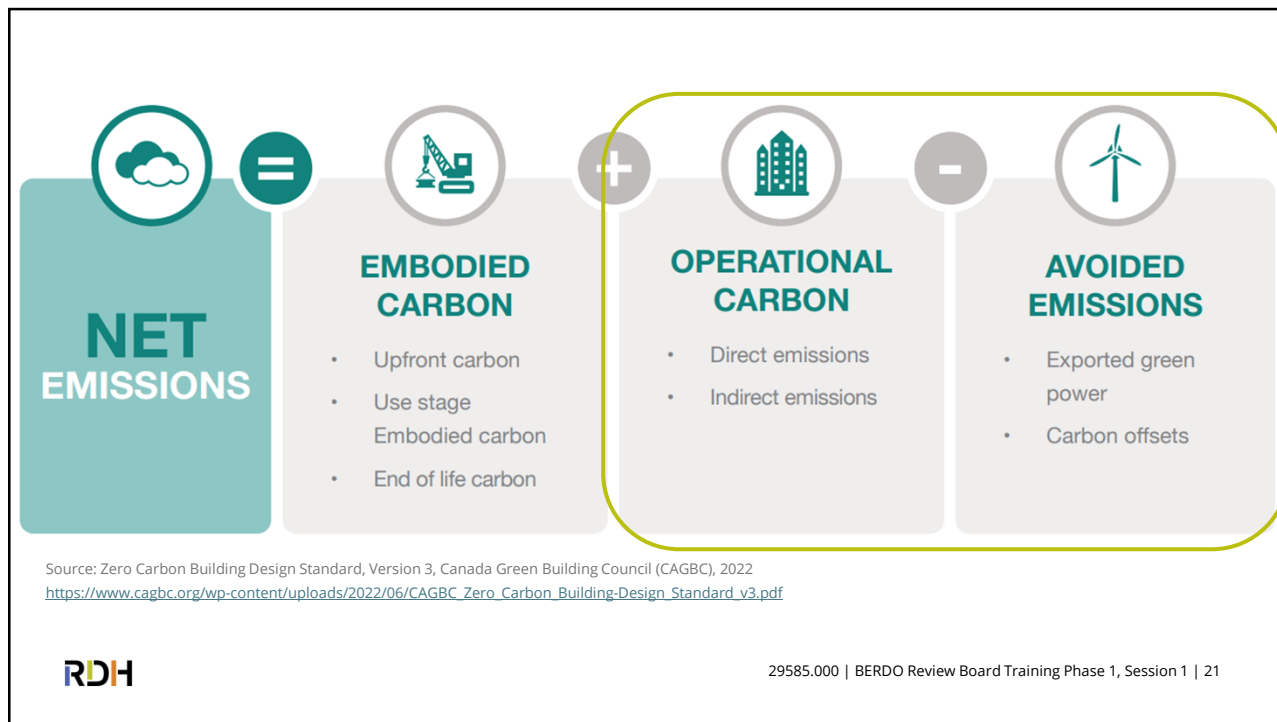 =
+
-
NET
EMISSIONS
EMBODIED
CARBON
• Upfront carbon
• Use stage
Embodied carbon
• End of life carbon
OPERATIONAL
CARBON
• Direct emissions
• Indirect emissions
AVOIDED
EMISSIONS
• Exported green
power
• Carbon offsets
Source: Zero Carbon Building Design Standard, Version 3, Canada Green Building Council (CAGBC), 2022
https://www.cagbc.org/wp-content/uploads/2022/06/CAGBC_Zero_Carbon_Building-Design_Standard_v3.pdf
RDH
29585.000 | BERDO Review Board Training Phase 1, Session 1 | 21